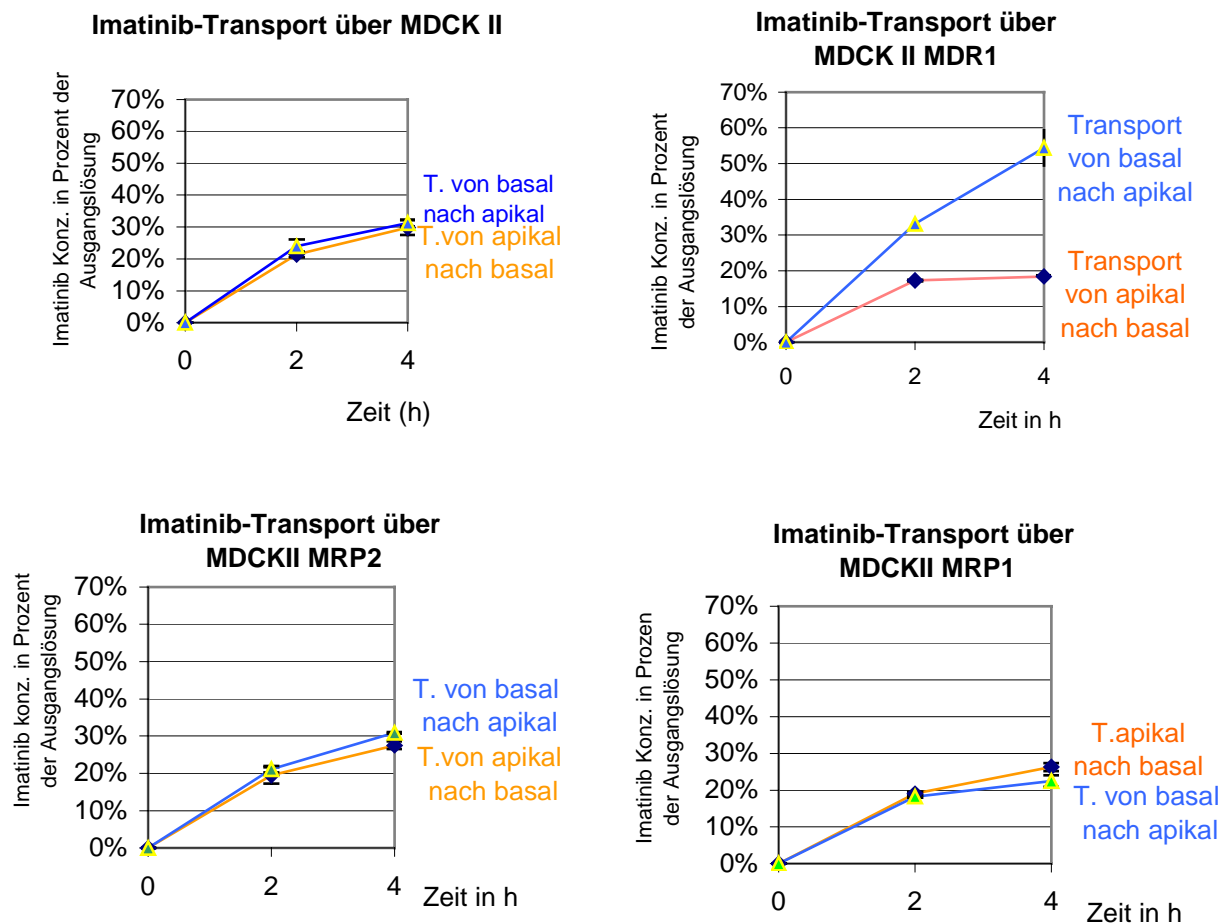 Imatinib-Transport über MDCK II
Imatinib Konz. in Prozent der
Ausgangslösung
70%
60%
50%
40%
30%
20%
10%
0%
0
2
4
Zeit (h)
T. von basal
nach apikal
T.von apikal
nach basal
Imatinib-Transport über
MDCK II MDR1
Imatinib Konz. in Prozent
der Ausgangslösung
70%
60%
50%
40%
30%
20%
10%
0%
0
2
4
Zeit in h
Transport
von basal
nach apikal
Transport
von apikal
nach basal
Imatinib-Transport über
MDCKII MRP2
Imatinib konz. in Prozent
der Ausgangslösung
70%
60%
50%
40%
30%
20%
10%
0%
0
2
4
Zeit in h
T. von basal
nach apikal
T.von apikal
nach basal
Imatinib-Transport über
MDCKII MRP1
Imatinib Konz. in Prozen
der Ausgangslösung
70%
60%
50%
40%
30%
20%
10%
0%
0
2
4
Zeit in h
T.apikal
nach basal
T. von basal
nach apikal